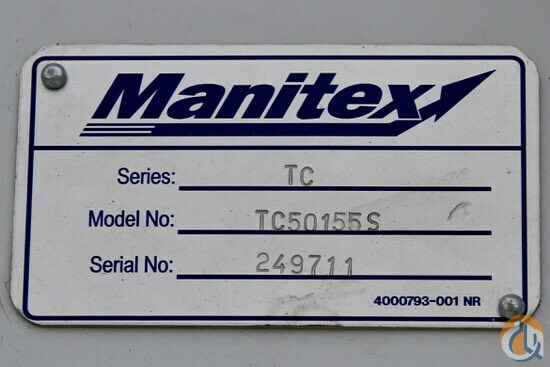 Manitex
Series: TC
Model No: TC50155S
Serial No: 249711
4000793-001 NR